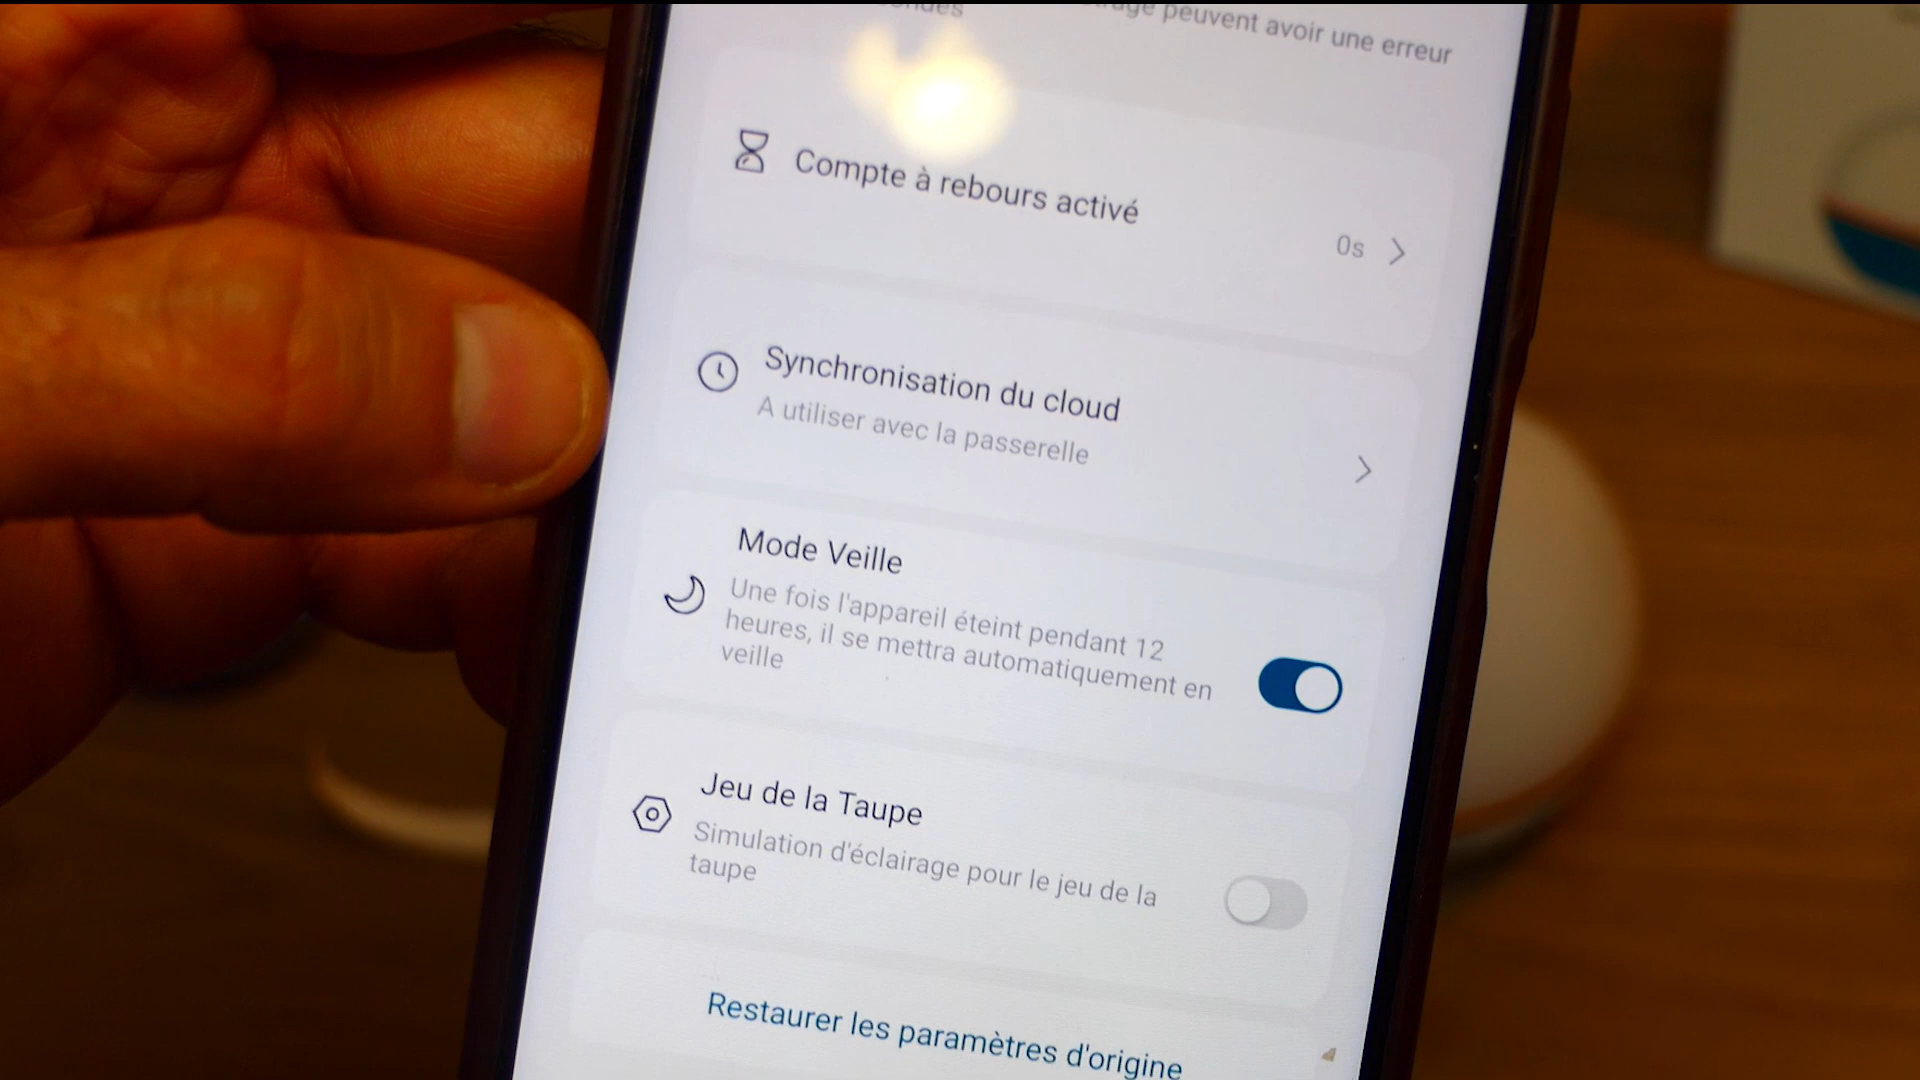 peuvent avoir une erreur
Compte à rebours activé
0s
Synchronisation du cloud
A utiliser avec la passerelle
Mode Veille
Une fois l'appareil éteint pendant 12
heures, il se mettra automatiquement en
veille
Jeu de la Taupe
Simulation d'éclairage pour le jeu de la
taupe
Restaurer les paramètres d'origine